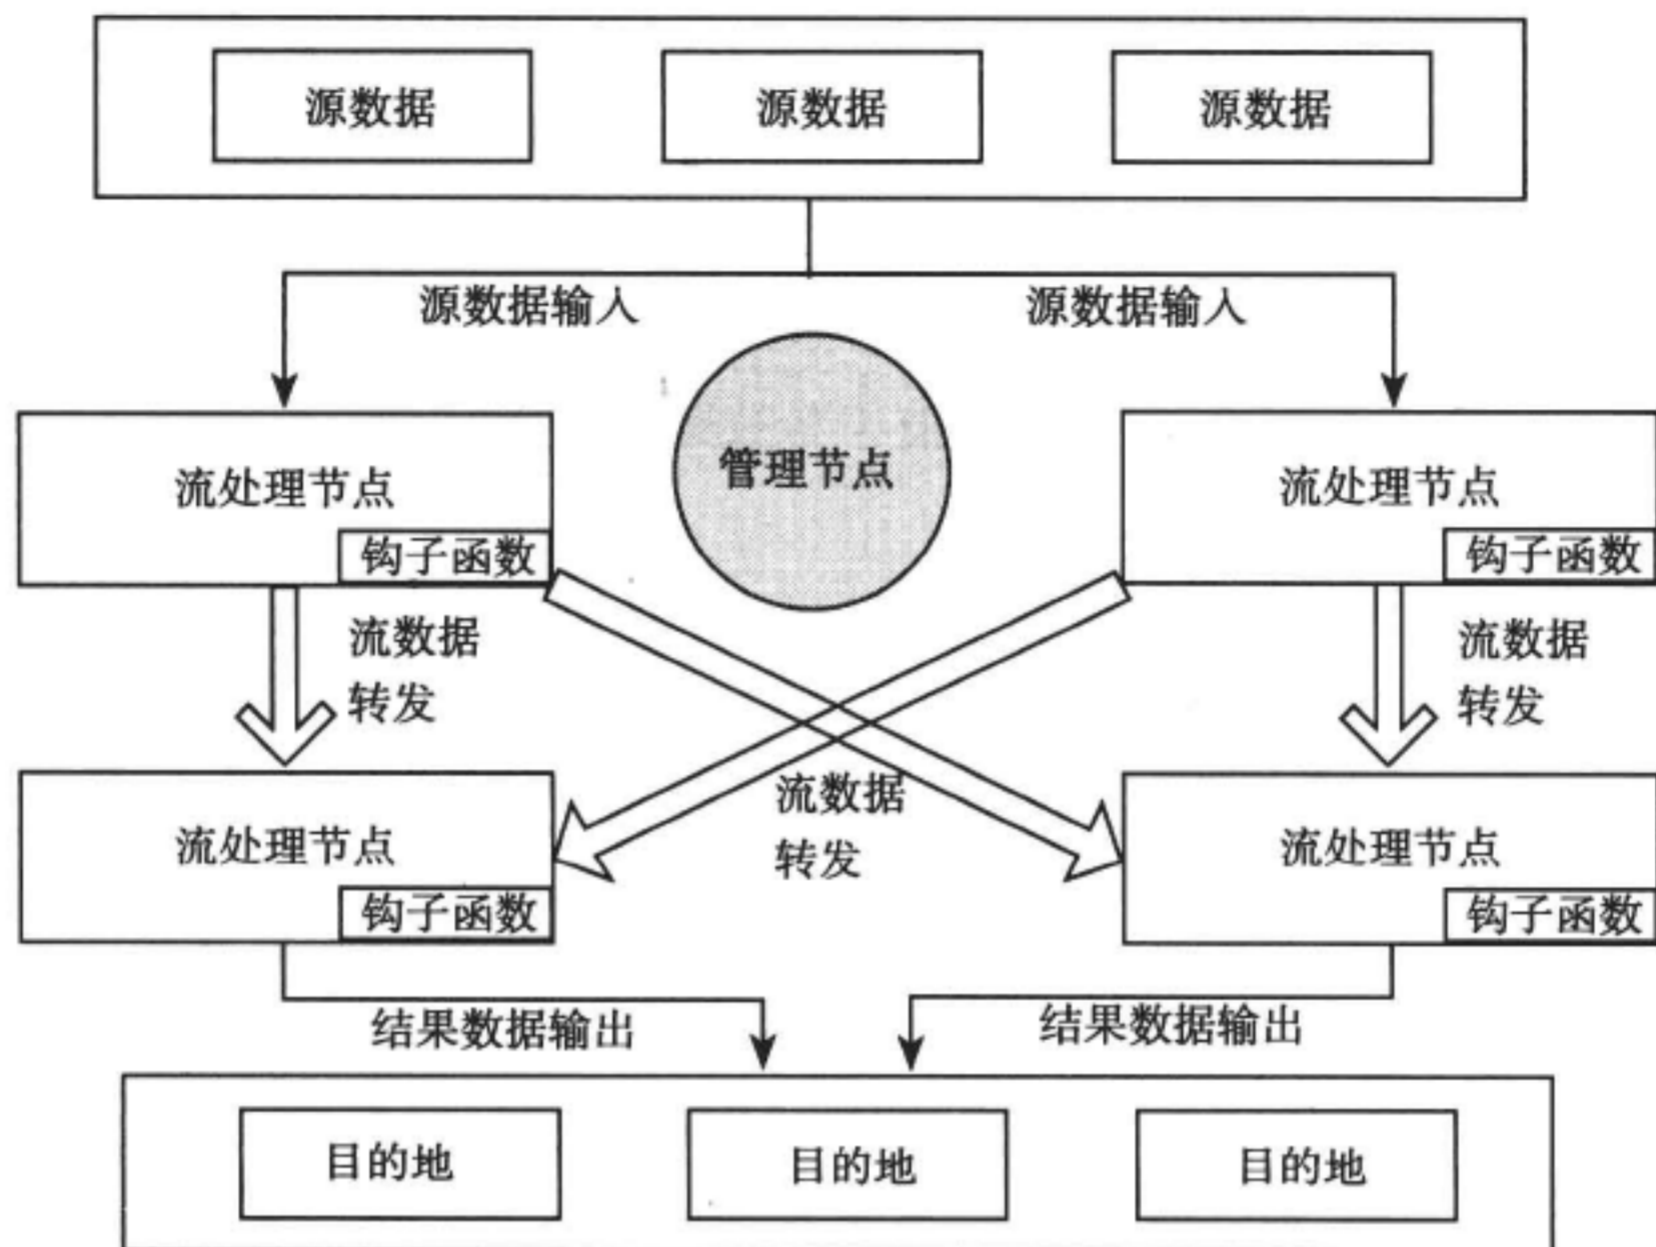 源数据
源数据
源数据
源数据输入
源数据输入
管理节点
流处理节点
钩子函数
流处理节点
钩子函数
流数据
转发
流数据
转发
流数据
转发
流处理节点
钩子函数
流处理节点
钩子函数
结果数据输出
结果数据输出
目的地
目的地
目的地